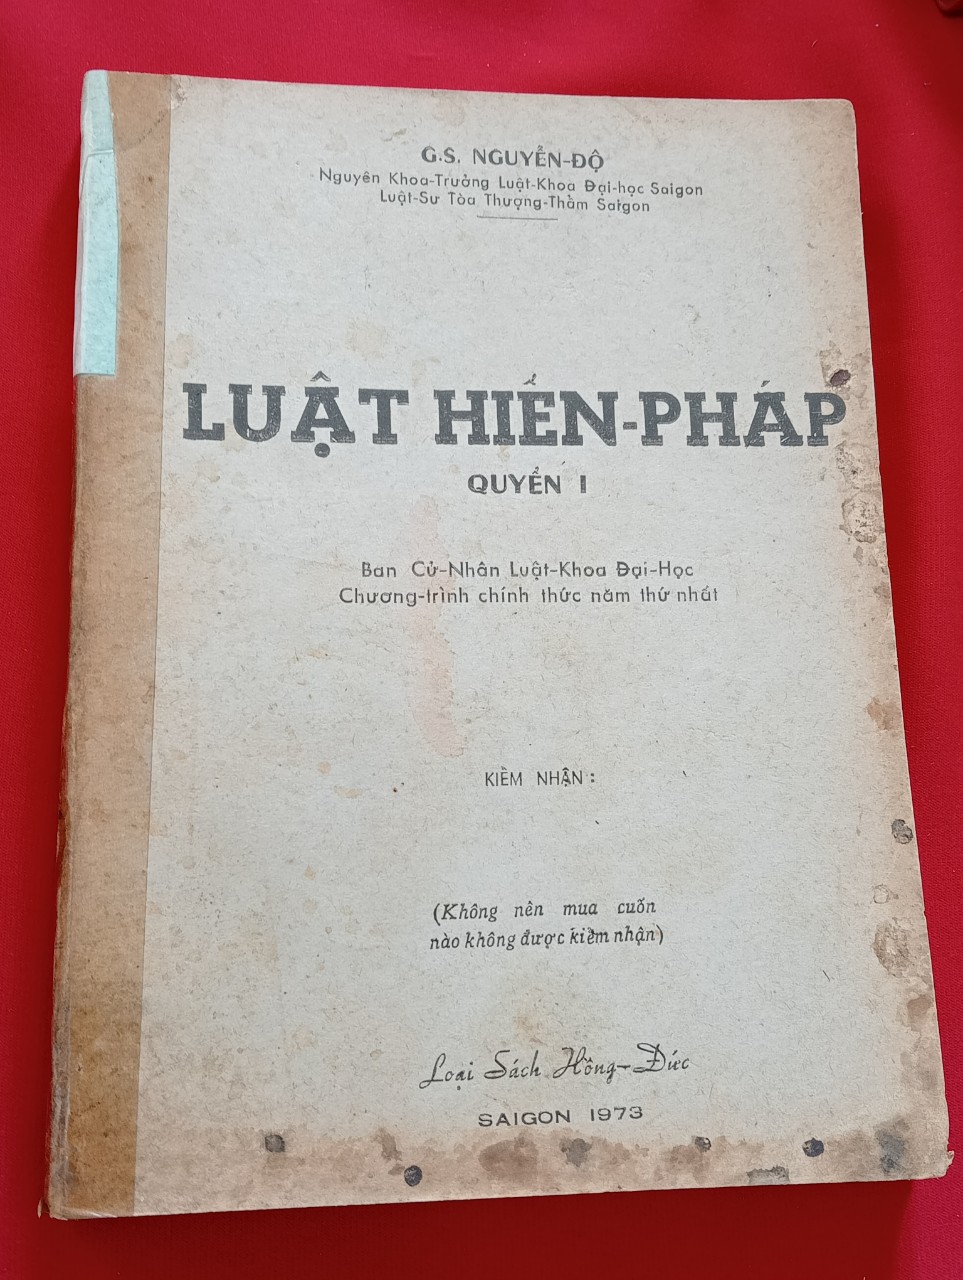 G.S. NGUYỄN-ĐỘ
Nguyên Khoa-Trưởng Luật-Khoa Đại-học Saigon
Luật-Sư Tòa Thượng-Thẩm Saigon
LUẬT HIẾN-PHÁP
QUYỂN I
Ban Cử-Nhân Luật-Khoa Đại-Học
Chương-trình chính thức năm thứ nhất
KIỂM NHẬN :
(Không nên mua cuốn
nào không được kiểm nhận)
Loại Sách Hồng-Đức
SAIGON 1973